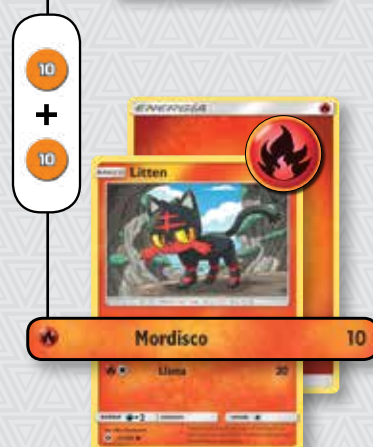 10
+
10
ENERGÍA
BÁSICO Litten
Mordisco 10
Llama 20